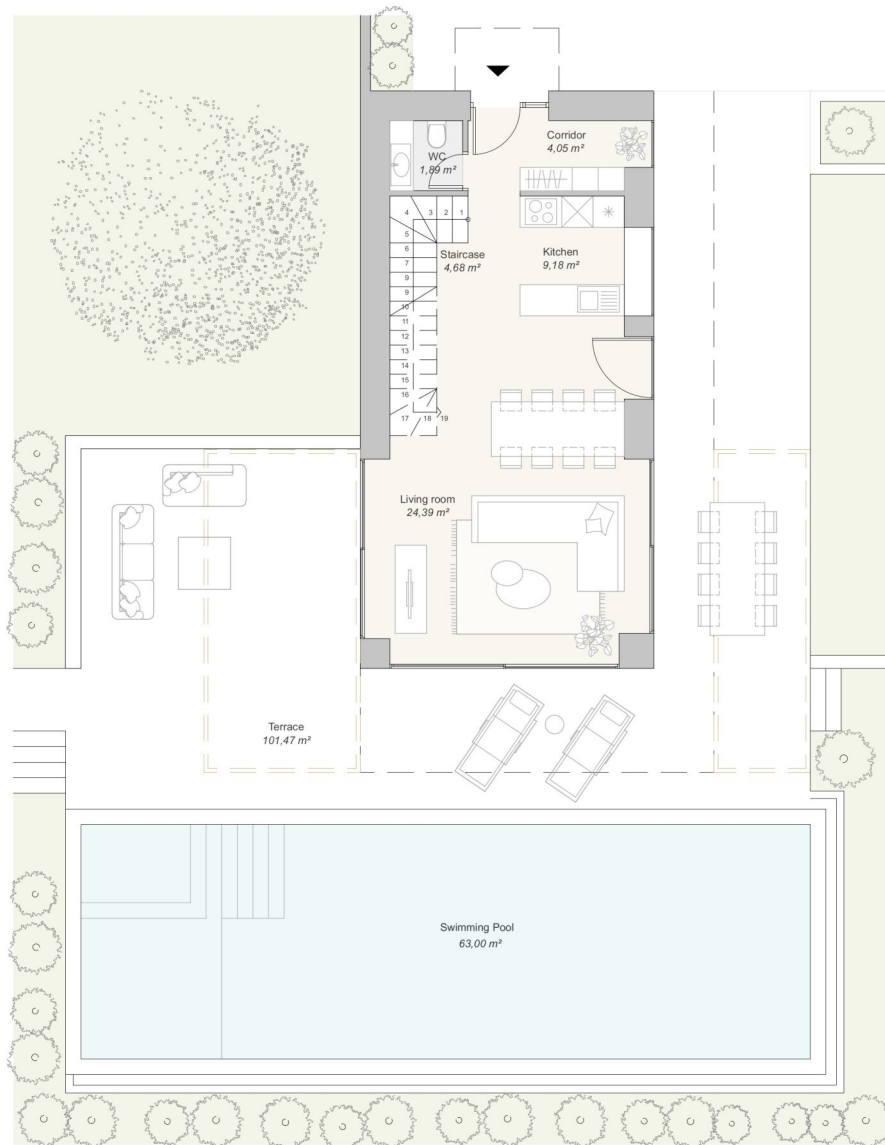 Corridor
4,05 m²
WC
1,89 m²
4 3 2 1
5
6
7
9
9
10
11
12
13
14
15
16
17 18 19
Staircase
4,68 m²
Kitchen
9,18 m²
Living room
24,39 m²
Terrace
101,47 m²
Swimming Pool
63,00 m²